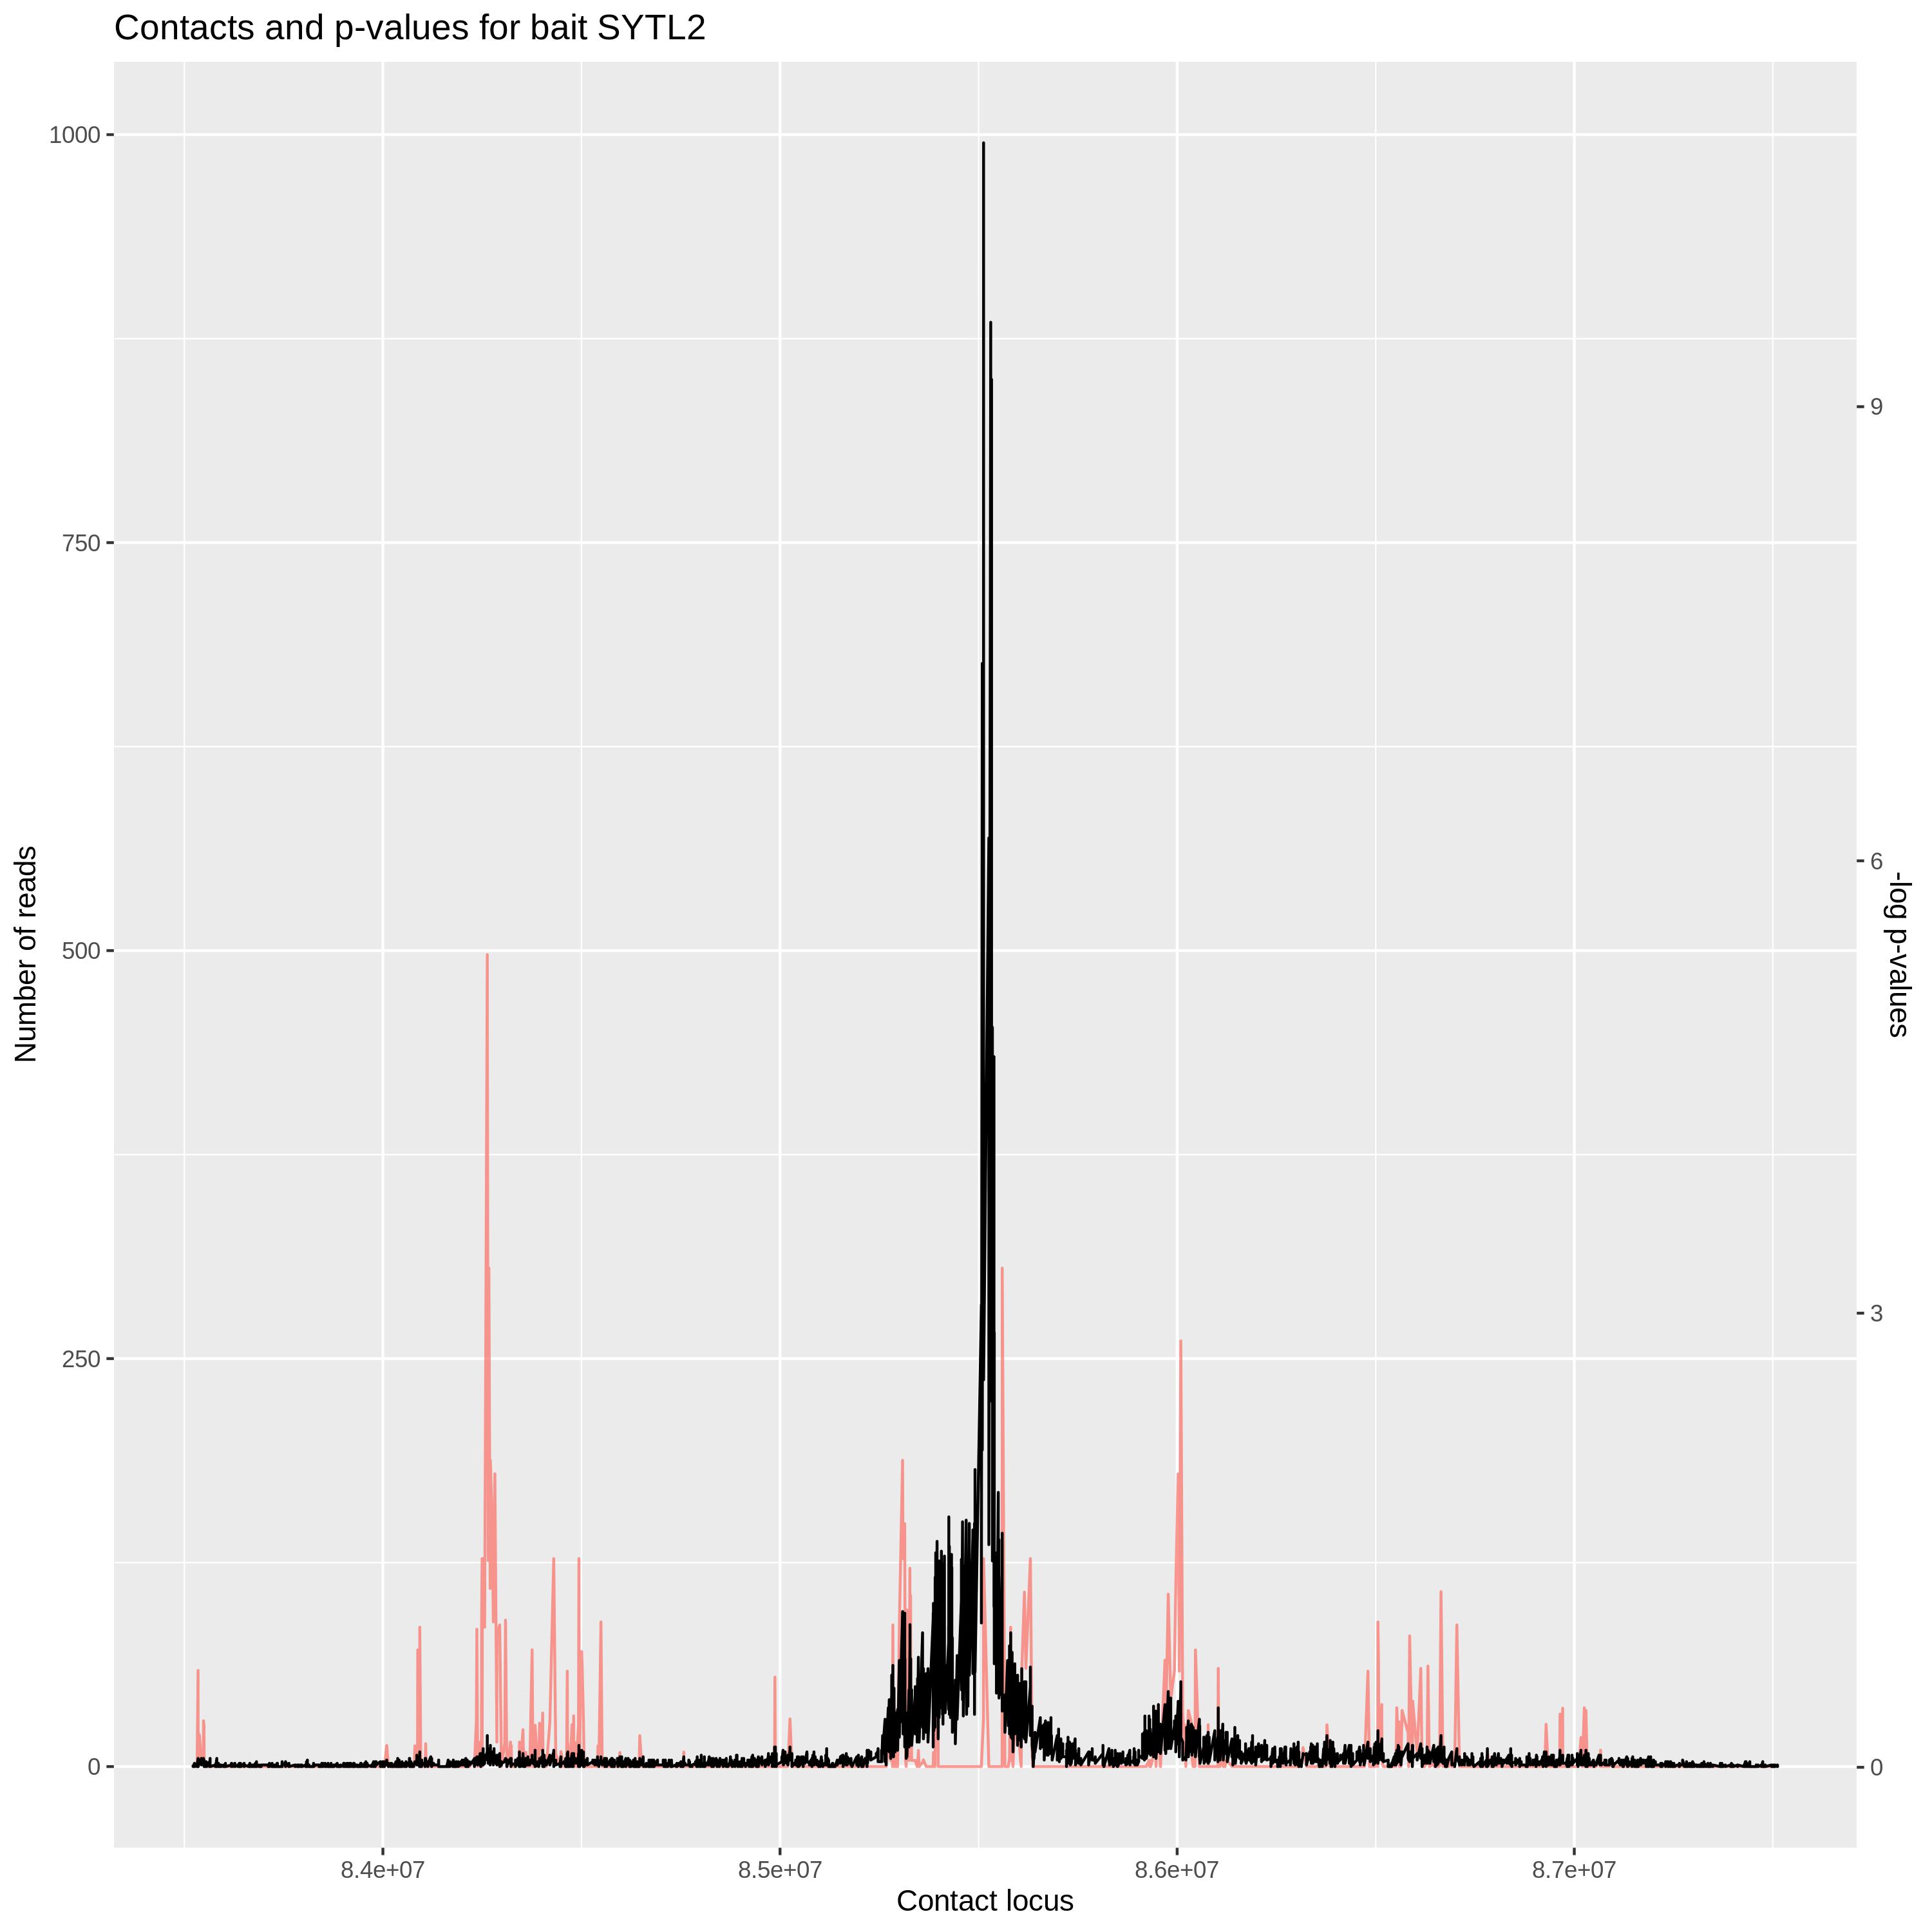 Contacts and p-values for bait SYTL2
1000
750
500
250
0
Number of reads
9
6
3
0
-log p-values
8.4e+07
8.5e+07
8.6e+07
8.7e+07
Contact locus